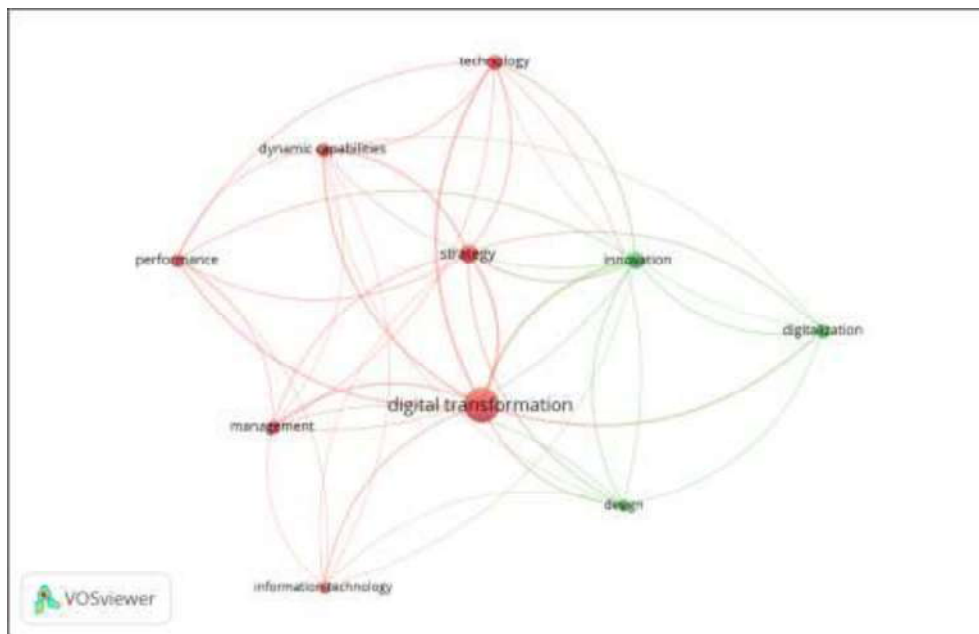 technology
dynamic capabilities
strategy
performance
innovation
digitalization
digital transformation
management
design
information technology
VOSviewer